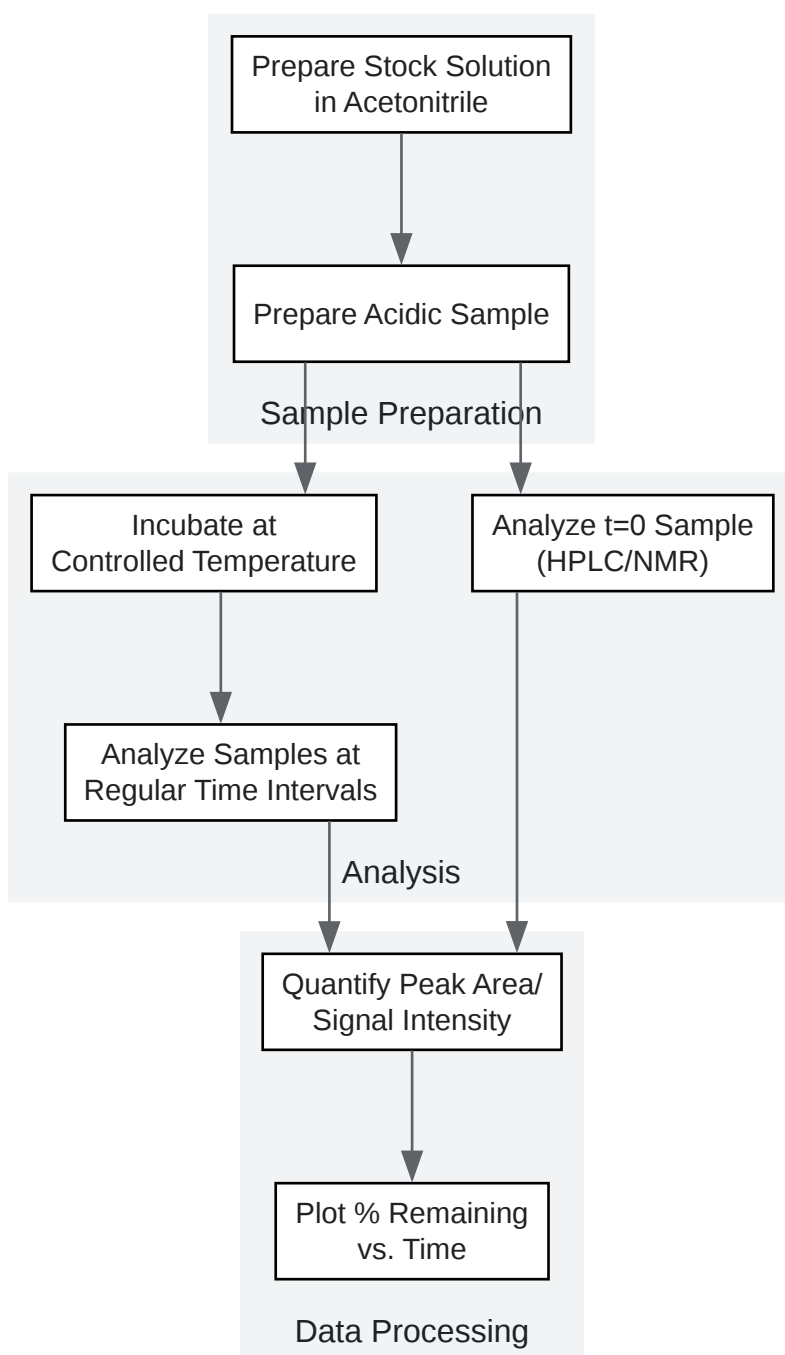 Prepare Stock Solution
in Acetonitrile
Prepare Acidic Sample
Sample Preparation
Incubate at
Controlled Temperature
Analyze t=0 Sample
(HPLC/NMR)
Analyze Samples at
Regular Time Intervals
Analysis
Quantify Peak Area/
Signal Intensity
Plot % Remaining
vs. Time
Data Processing